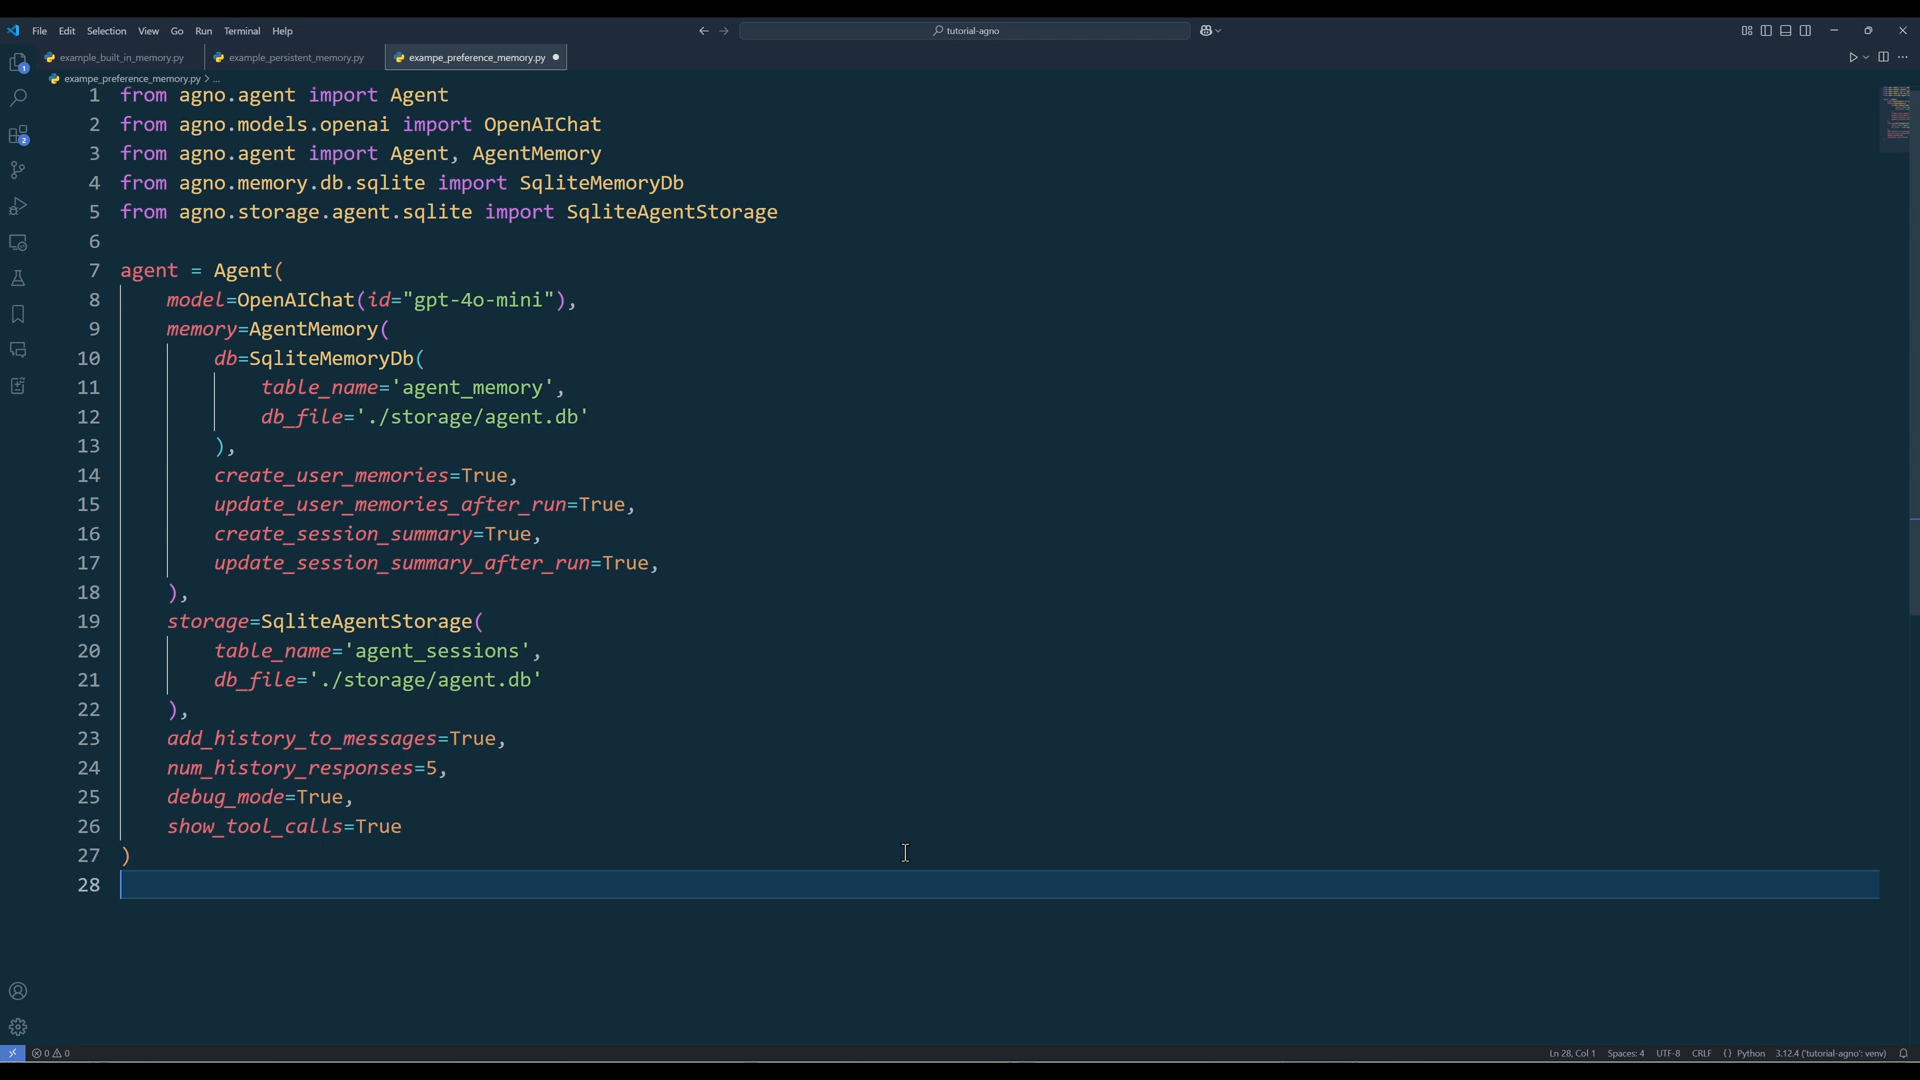 File Edit Selection View Go Run Terminal Help
tutorial-agno
example_built_in_memory.py example_persistent_memory.py exampe_preference_memory.py
exampe_preference_memory.py > ...
1 from agno.agent import Agent
2 from agno.models.openai import OpenAIChat
3 from agno.agent import Agent, AgentMemory
4 from agno.memory.db.sqlite import SqliteMemoryDb
5 from agno.storage.agent.sqlite import SqliteAgentStorage
6
7 agent = Agent(
8     model=OpenAIChat(id="gpt-4o-mini"),
9     memory=AgentMemory(
10         db=SqliteMemoryDb(
11             table_name='agent_memory',
12             db_file='./storage/agent.db'
13         ),
14         create_user_memories=True,
15         update_user_memories_after_run=True,
16         create_session_summary=True,
17         update_session_summary_after_run=True,
18     ),
19     storage=SqliteAgentStorage(
20         table_name='agent_sessions',
21         db_file='./storage/agent.db'
22     ),
23     add_history_to_messages=True,
24     num_history_responses=5,
25     debug_mode=True,
26     show_tool_calls=True
27 )
28
1
2
0 0 Ln 28, Col 1 Spaces: 4 UTF-8 CRLF {} Python 3.12.4 ('tutorial-agno': venv)